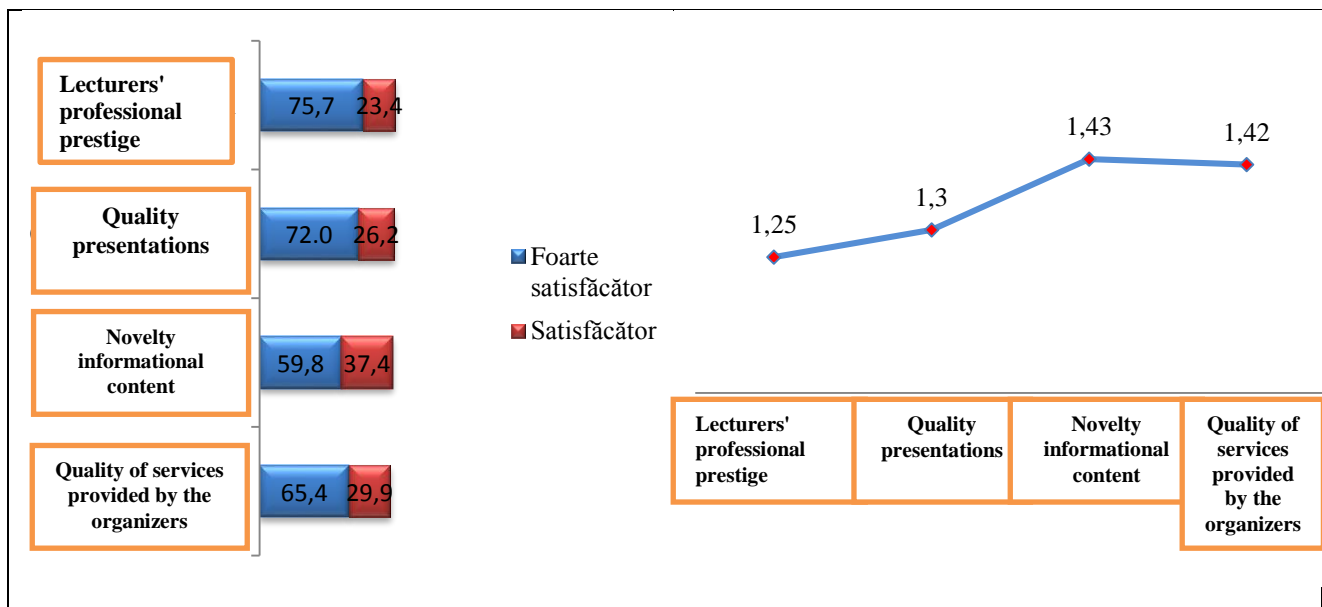 Lecturers'
professional
prestige
75,7
23,4
Quality
presentations
72.0
26,2
Novelty
informational
content
59,8
37,4
Quality of services
provided by the
organizers
65,4
29,9
Foarte
satisfăcător
Satisfăcător
1,25
1,3
1,43
1,42
Lecturers'
professional
prestige
Quality
presentations
Novelty
informational
content
Quality of
services
provided
by the
organizers